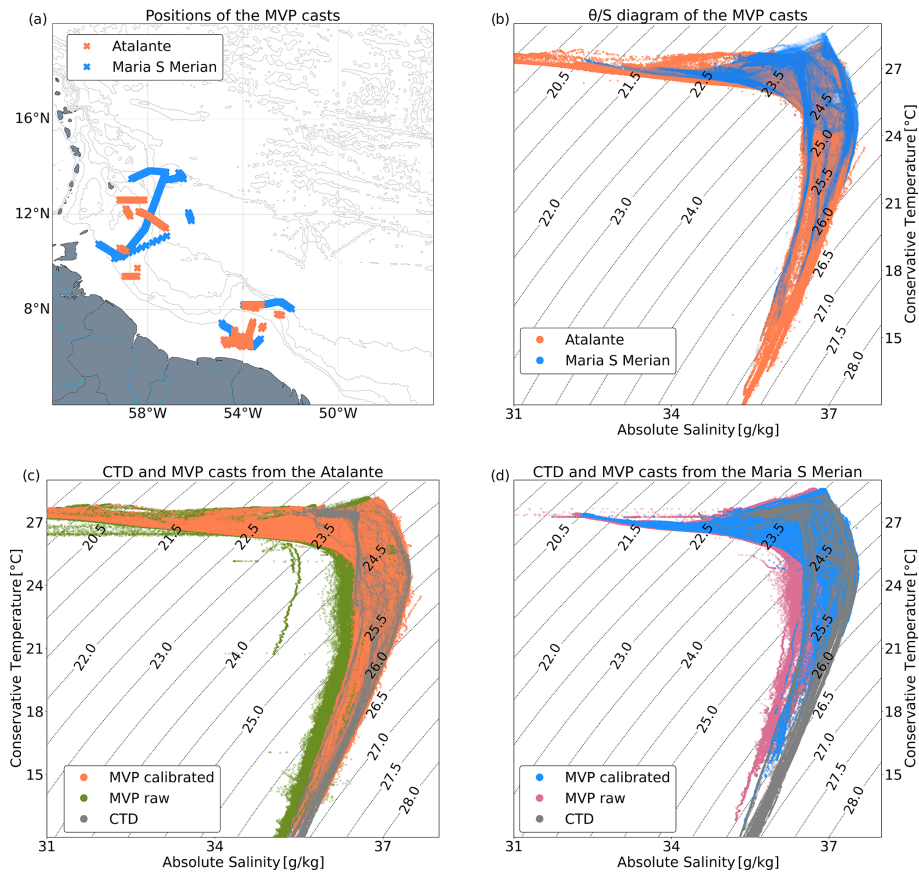 (a) Positions of the MVP casts
Atalante
Maria S Merian
16°N
12°N
8°N
58°W 54°W 50°W
(b) θ/S diagram of the MVP casts
20.5 21.5 22.5 23.5
24.5
25.0
25.5
22.0 23.0 24.0 26.0
26.5
27.0
27.5
28.0
Atalante
Maria S Merian
27
24
21
18
15
Conservative Temperature [°C]
31 34 37
Absolute Salinity [g/kg]
(c) CTD and MVP casts from the Atalante
27
24
21
18
15
Conservative Temperature [°C]
20.5 21.5 22.5 23.5
24.5
25.5
22.0 23.0 24.0 26.0
26.5
25.0
27.0
27.5
28.0
MVP calibrated
MVP raw
CTD
31 34 37
Absolute Salinity [g/kg]
(d) CTD and MVP casts from the Maria S Merian
20.5 21.5 22.5 23.5
24.5
25.5
22.0 23.0 24.0 26.0
26.5
25.0
27.0
27.5
28.0
MVP calibrated
MVP raw
CTD
27
24
21
18
15
Conservative Temperature [°C]
31 34 37
Absolute Salinity [g/kg]